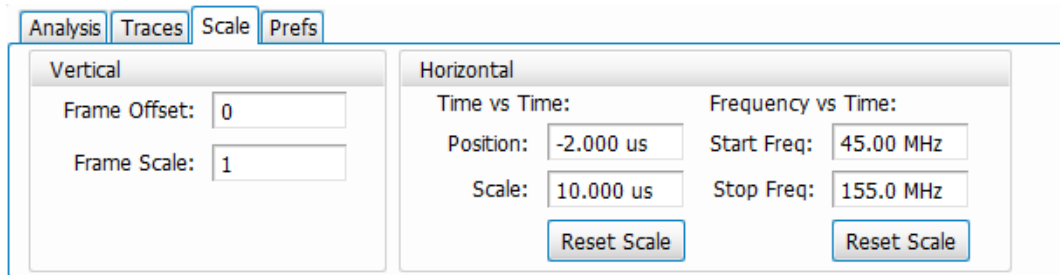 Analysis Traces Scale Prefs
Vertical
Frame Offset: 0
Frame Scale: 1
Horizontal
Time vs Time: Frequency vs Time:
Position: -2.000 us Start Freq: 45.00 MHz
Scale: 10.000 us Stop Freq: 155.0 MHz
Reset Scale Reset Scale